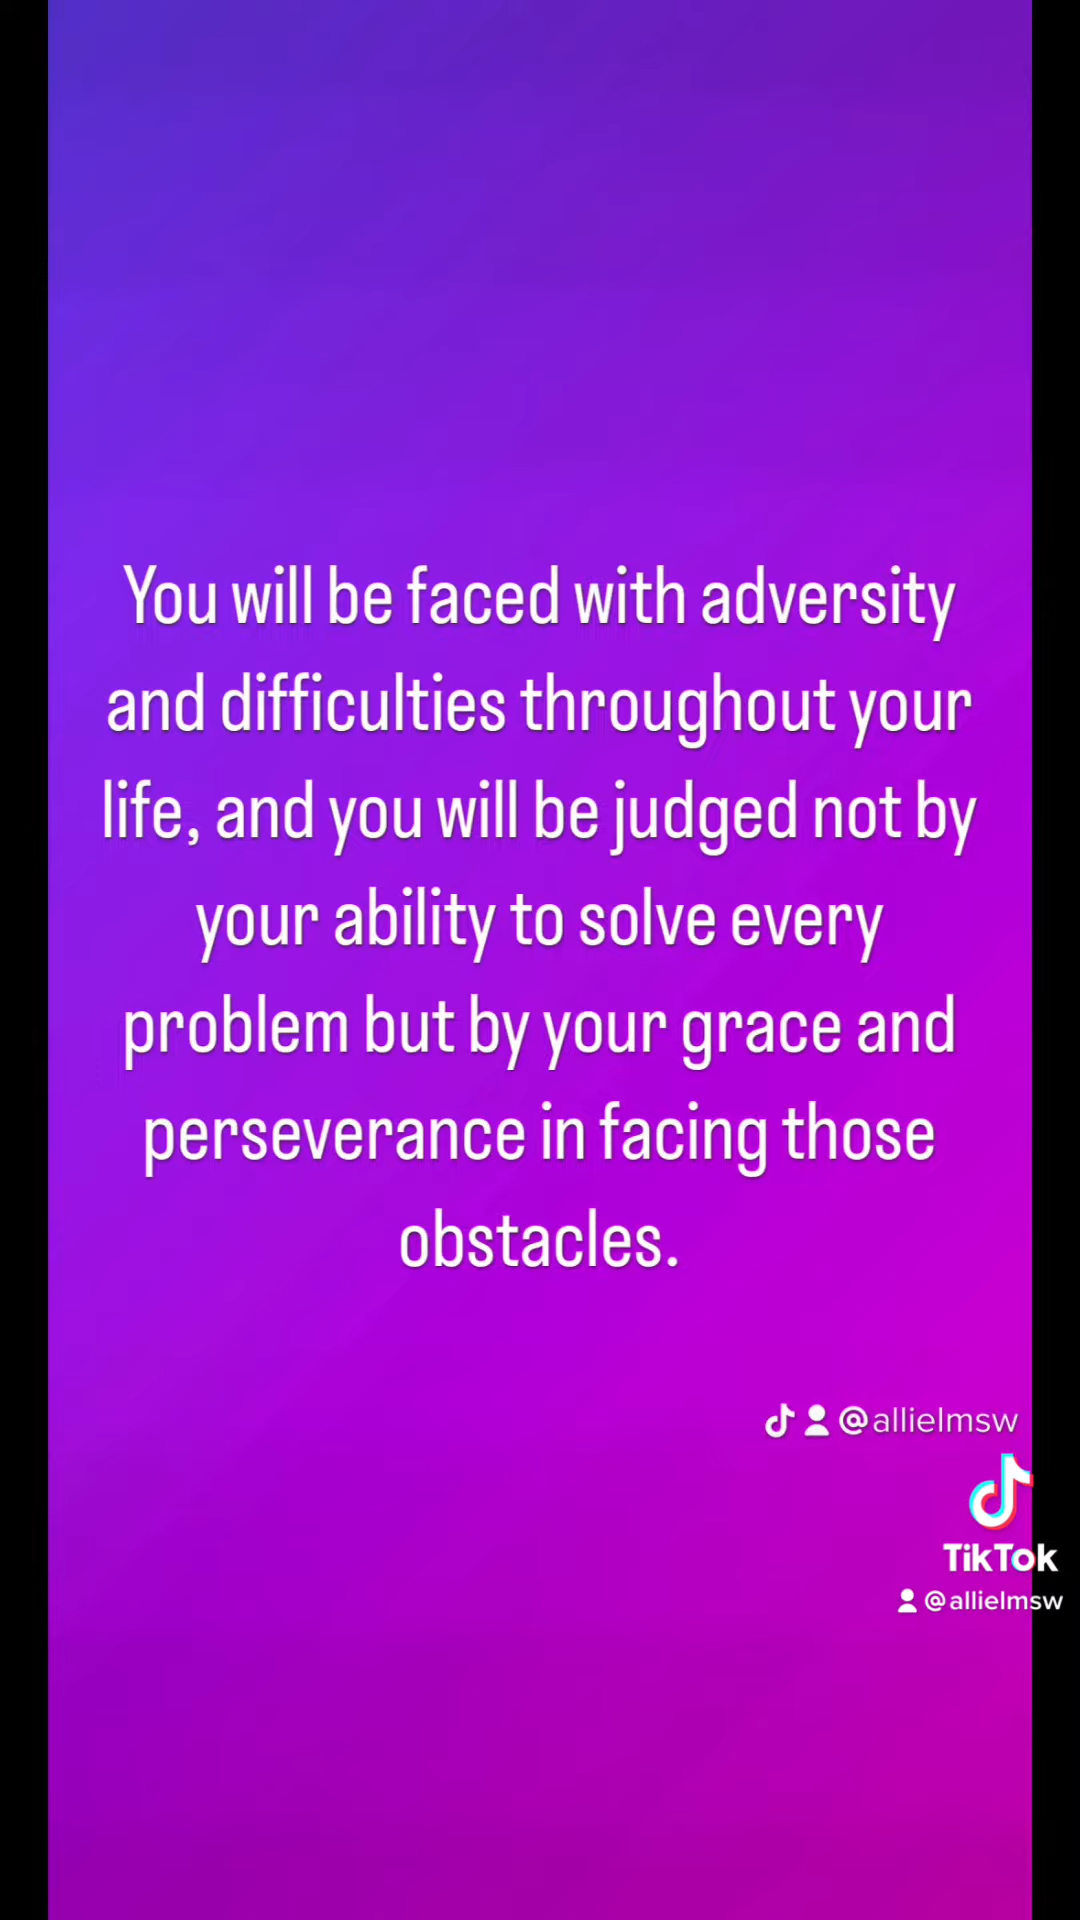 You will be faced with adversity
and difficulties throughout your
life, and you will be judged not by
your ability to solve every
problem but by your grace and
perseverance in facing those
obstacles.
@allielmsw
TikTok
@allielmsw